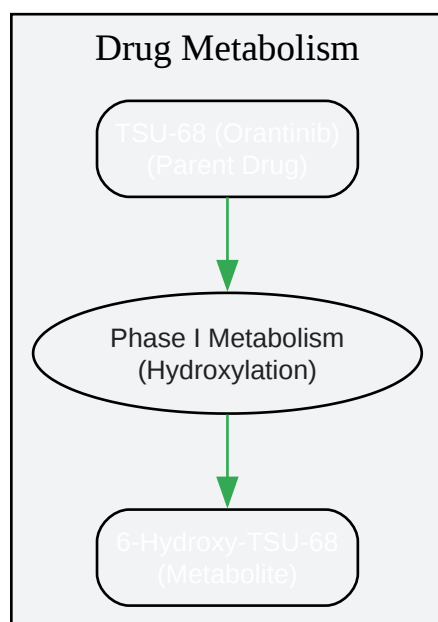 Drug Metabolism
TSU-68 (Orantinib)
(Parent Drug)
Phase I Metabolism
(Hydroxylation)
6-Hydroxy-TSU-68
(Metabolite)